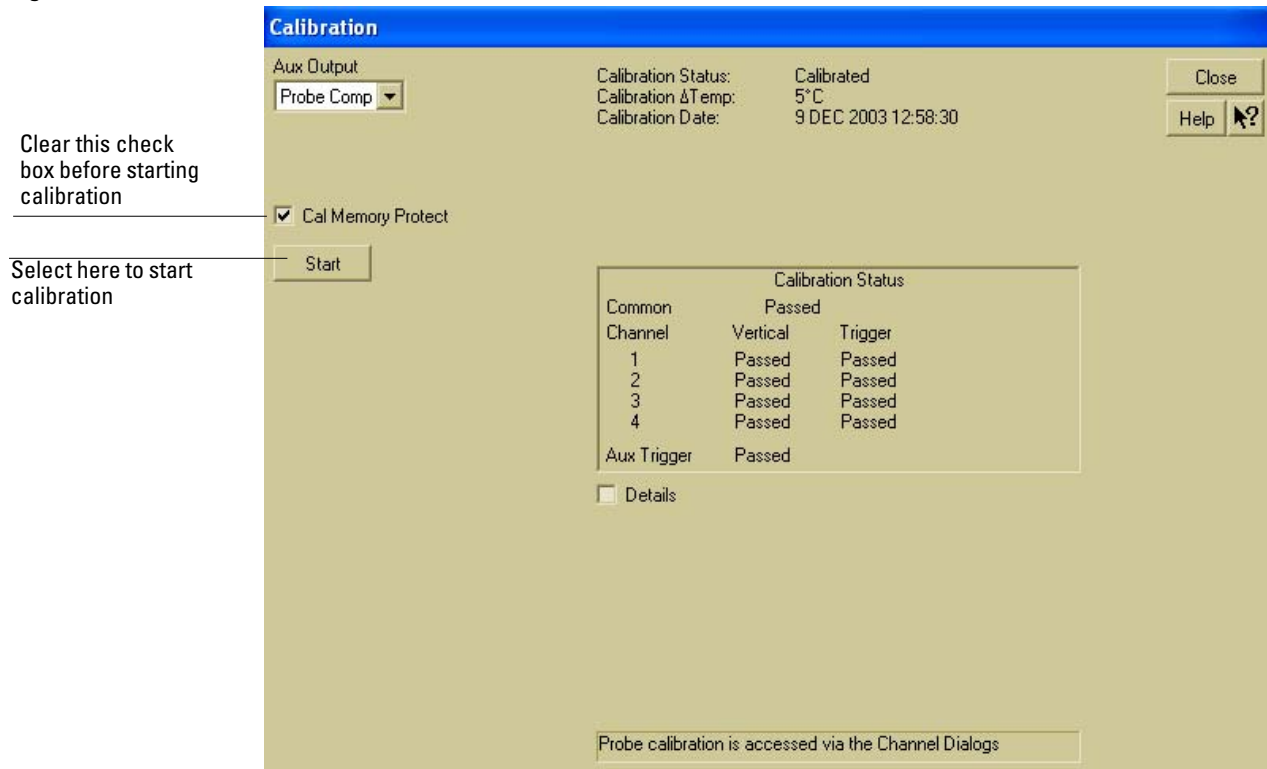 Calibration
Aux Output
Probe Comp
Calibration Status: Calibrated
Calibration ΔTemp: 5°C
Calibration Date: 9 DEC 2003 12:58:30
Close
Help
Clear this check
box before starting
calibration
Cal Memory Protect
Select here to start
calibration
Start
Calibration Status
Common Passed
Channel Vertical Trigger
1 Passed Passed
2 Passed Passed
3 Passed Passed
4 Passed Passed
Aux Trigger Passed
Details
Probe calibration is accessed via the Channel Dialogs